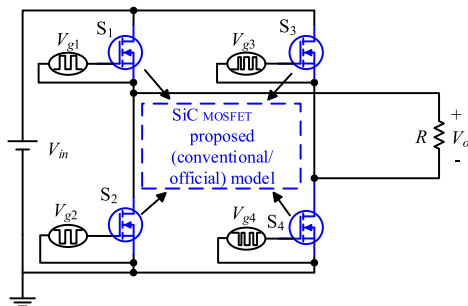 S1
S3
Vg1
Vg3
SiC MOSFET
proposed
(conventional/
official) model
Vin
R
+
Vo
-
S2
S4
Vg2
Vg4